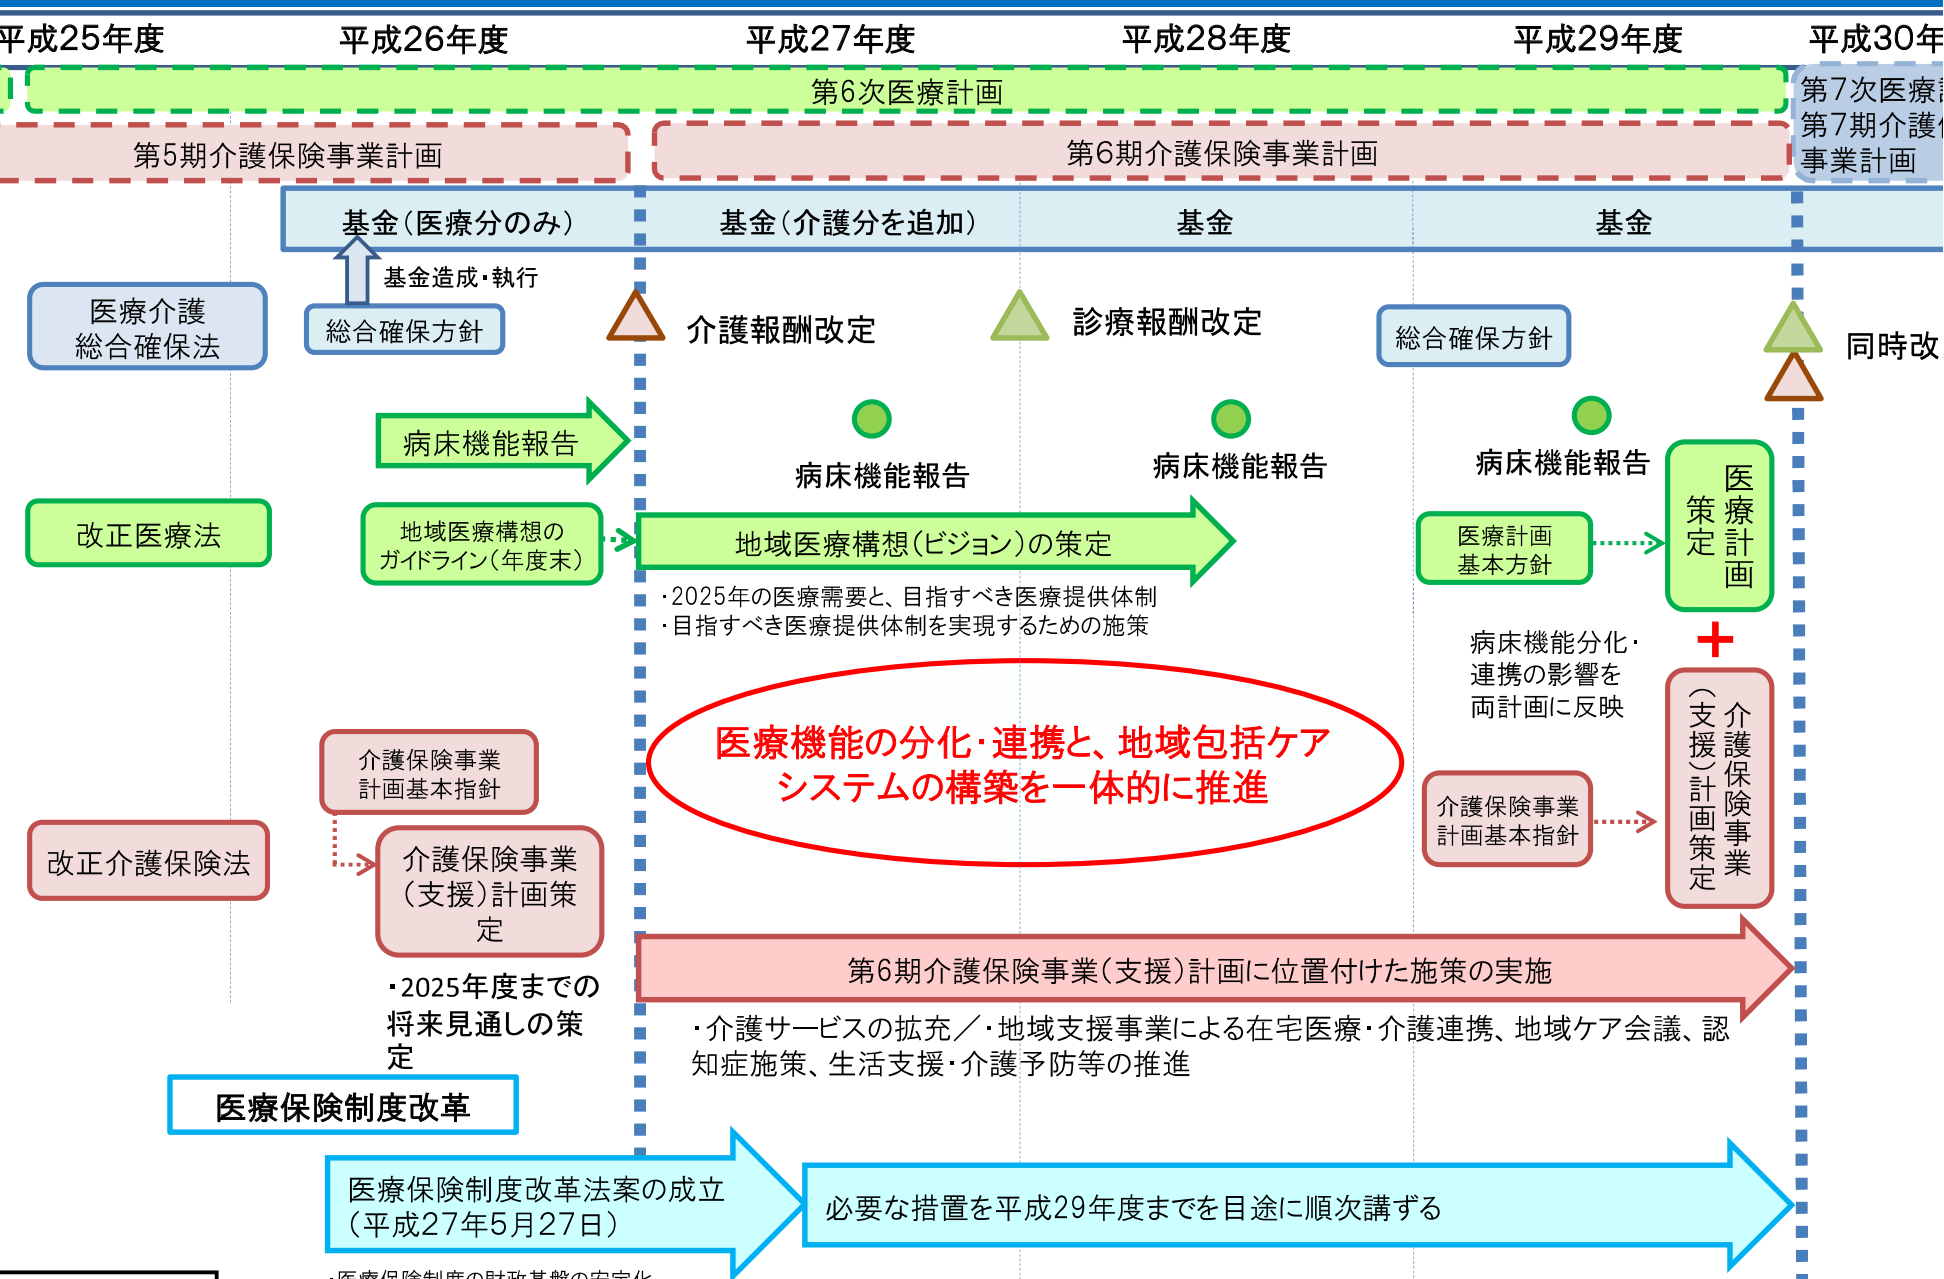 平成25年度
平成26年度
平成27年度
平成28年度
平成29年度
平成30年
第6次医療計画
第7次医療
第7期介護
事業計画
第5期介護保険事業計画
第6期介護保険事業計画
基金(医療分のみ)
基金(介護分を追加)
基金
基金
基金造成・執行
医療介護
総合確保法
総合確保方針
介護報酬改定
診療報酬改定
総合確保方針
同時改
病床機能報告
病床機能報告
病床機能報告
病床機能報告
改正医療法
地域医療構想の
ガイドライン(年度末)
地域医療構想(ビジョン)の策定
・2025年の医療需要と、目指すべき医療提供体制
・目指すべき医療提供体制を実現するための施策
医療計画
基本方針
医療計画
策定
+
病床機能分化・
連携の影響を
両計画に反映
医療機能の分化・連携と、地域包括ケア
システムの構築を一体的に推進
介護保険事業
計画基本指針
改正介護保険法
介護保険事業
(支援)計画策
定
・2025年度までの
将来見通しの策
定
介護保険事業
計画基本指針
介護保険事業
(支援)計画策定
第6期介護保険事業(支援)計画に位置付けた施策の実施
・介護サービスの拡充/・地域支援事業による在宅医療・介護連携、地域ケア会議、認
知症施策、生活支援・介護予防等の推進
医療保険制度改革
医療保険制度改革法案の成立
(平成27年5月27日)
必要な措置を平成29年度までを目途に順次講ずる
・医療保険制度の財政基盤の安定化